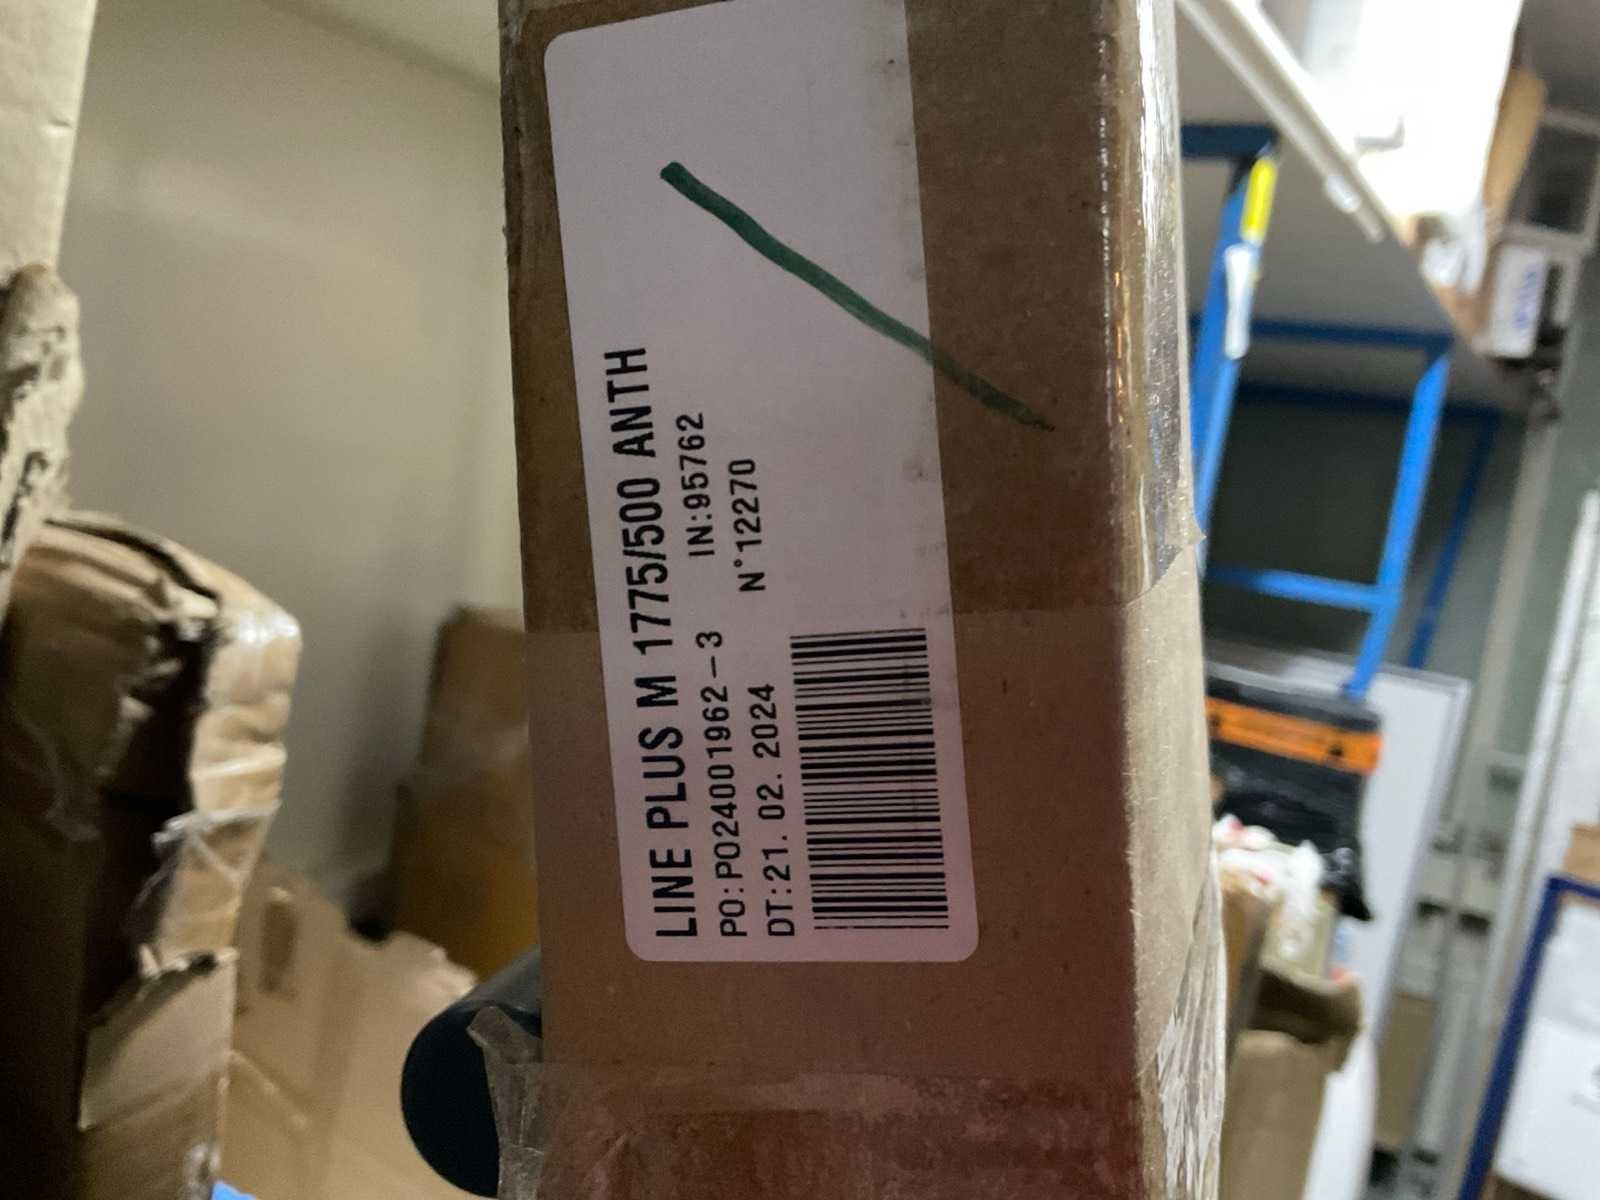 LINE PLUS M 1775/500 ANTH
PO:PO24001962-3 IN:95762
DT:21.02.2024 N°12270